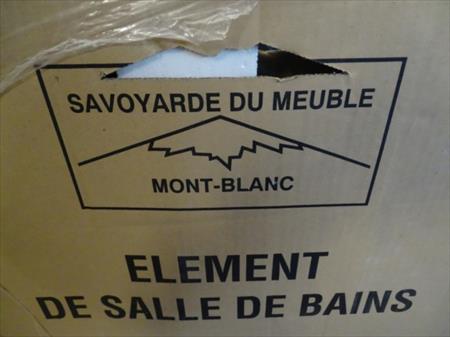 SAVOYARDE DU MEUBLE
MONT-BLANC
ELEMENT
DE SALLE DE BAINS